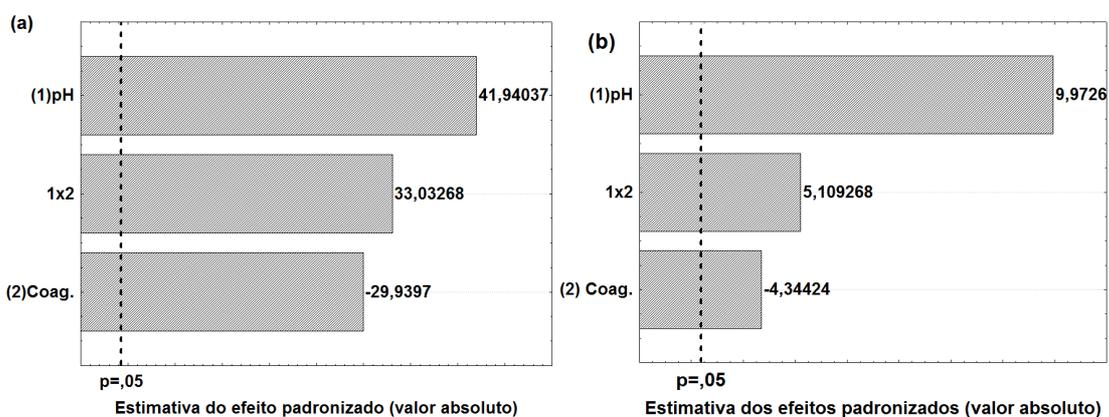 (a)
(1)pH
41,94037
1x2
33,03268
(2)Coag.
-29,9397
p=,05
Estimativa do efeito padronizado (valor absoluto)
(b)
(1)pH
9,9726
1x2
5,109268
(2) Coag.
-4,34424
p=,05
Estimativa dos efeitos padronizados (valor absoluto)